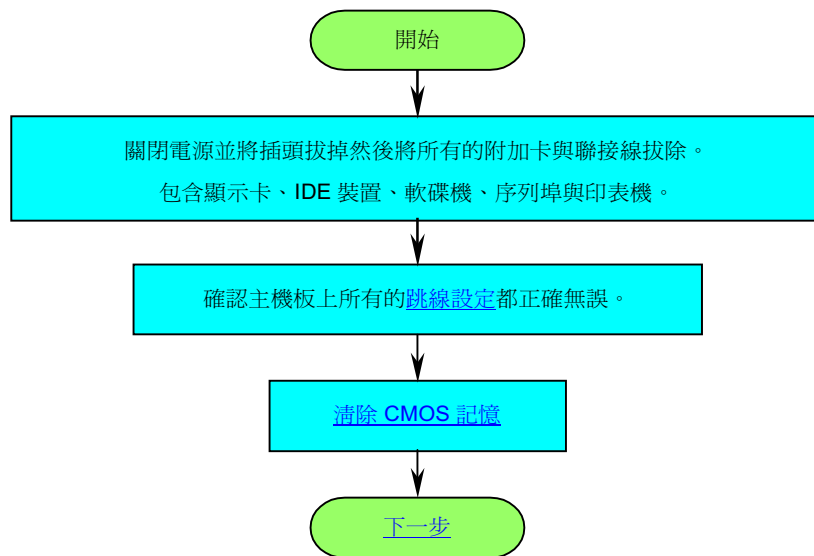 開始
關閉電源並將插頭拔掉然後將所有的附加卡與聯接線拔除。
包含顯示卡、IDE 裝置、軟碟機、序列埠與印表機。
確認主機板上所有的跳線設定都正確無誤。
清除 CMOS 記憶
下一步